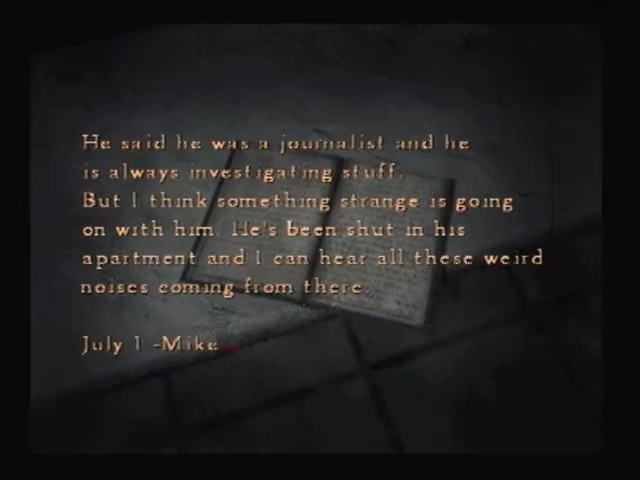 He said he was a journalist and he
is always investigating stuff.
But I think something strange is going
on with him. He's been shut in his
apartment and I can hear all these weird
noises coming from there.
July 1 -Mike